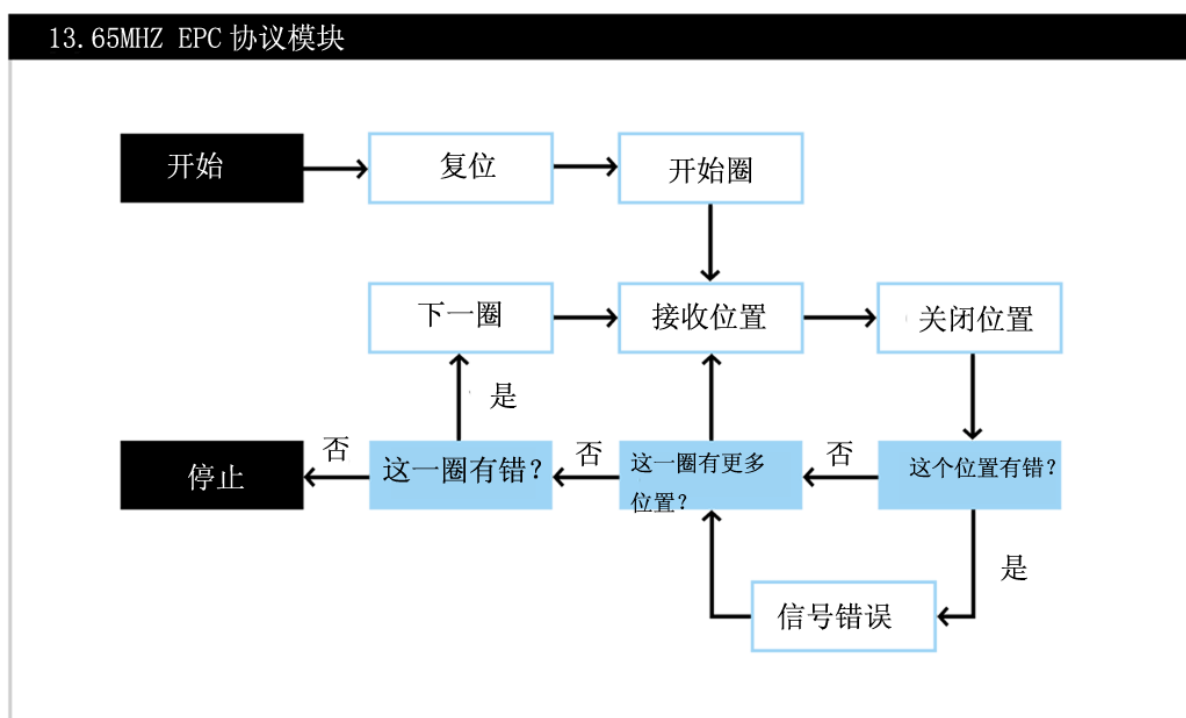 13.65MHZ EPC 协议模块
开始
复位
开始圈
下一圈
接收位置
关闭位置
是
停止
否
这一圈有错?
否
这一圈有更多
位置?
否
这个位置有错?
是
信号错误